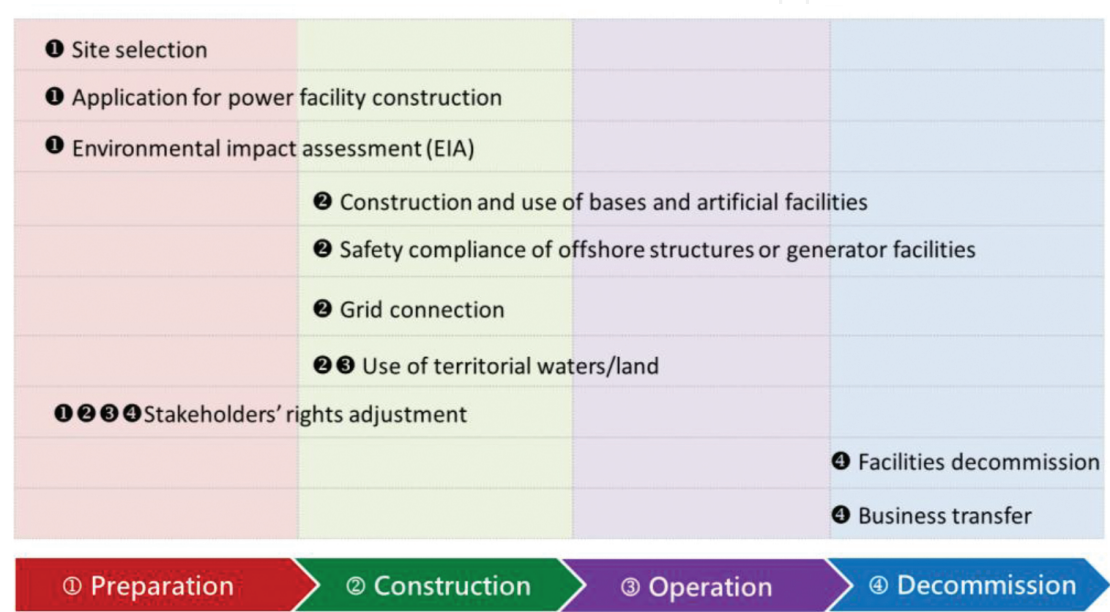 ❶ Site selection
❶ Application for power facility construction
❶ Environmental impact assessment (EIA)
❷ Construction and use of bases and artificial facilities
❷ Safety compliance of offshore structures or generator facilities
❷ Grid connection
❷❸ Use of territorial waters/land
❶❷❸❹Stakeholders’ rights adjustment
❹ Facilities decommission
❹ Business transfer
① Preparation
② Construction
③ Operation
④ Decommission